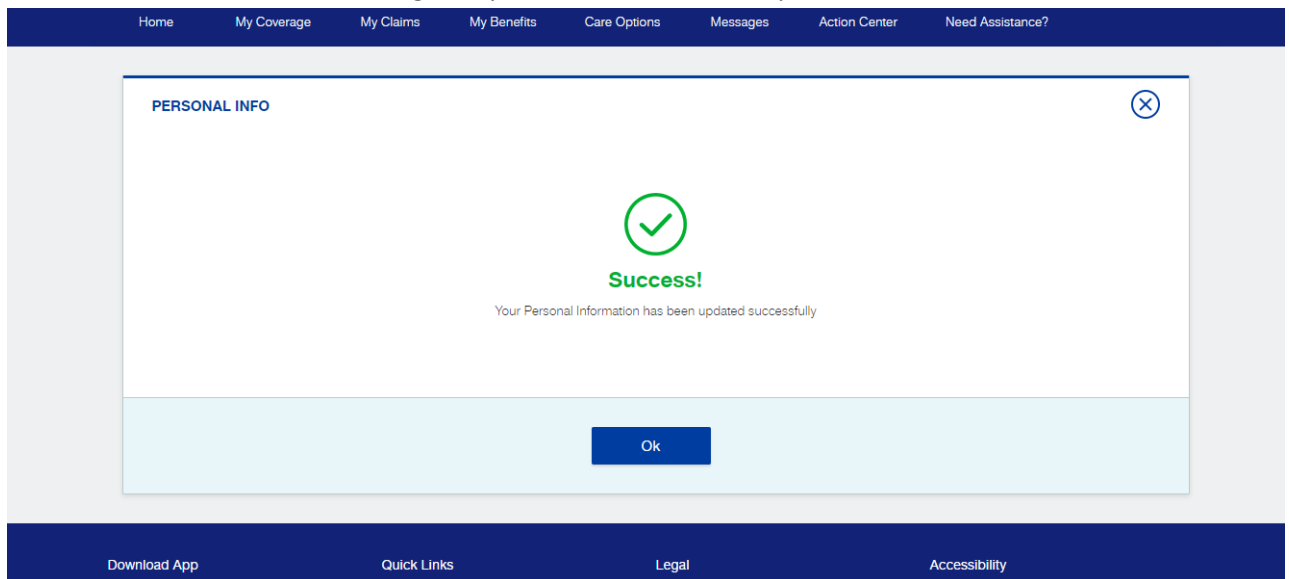 Home My Coverage My Claims My Benefits Care Options Messages Action Center Need Assistance?
PERSONAL INFO
Success!
Your Personal Information has been updated successfully
Ok
Download App Quick Links Legal Accessibility